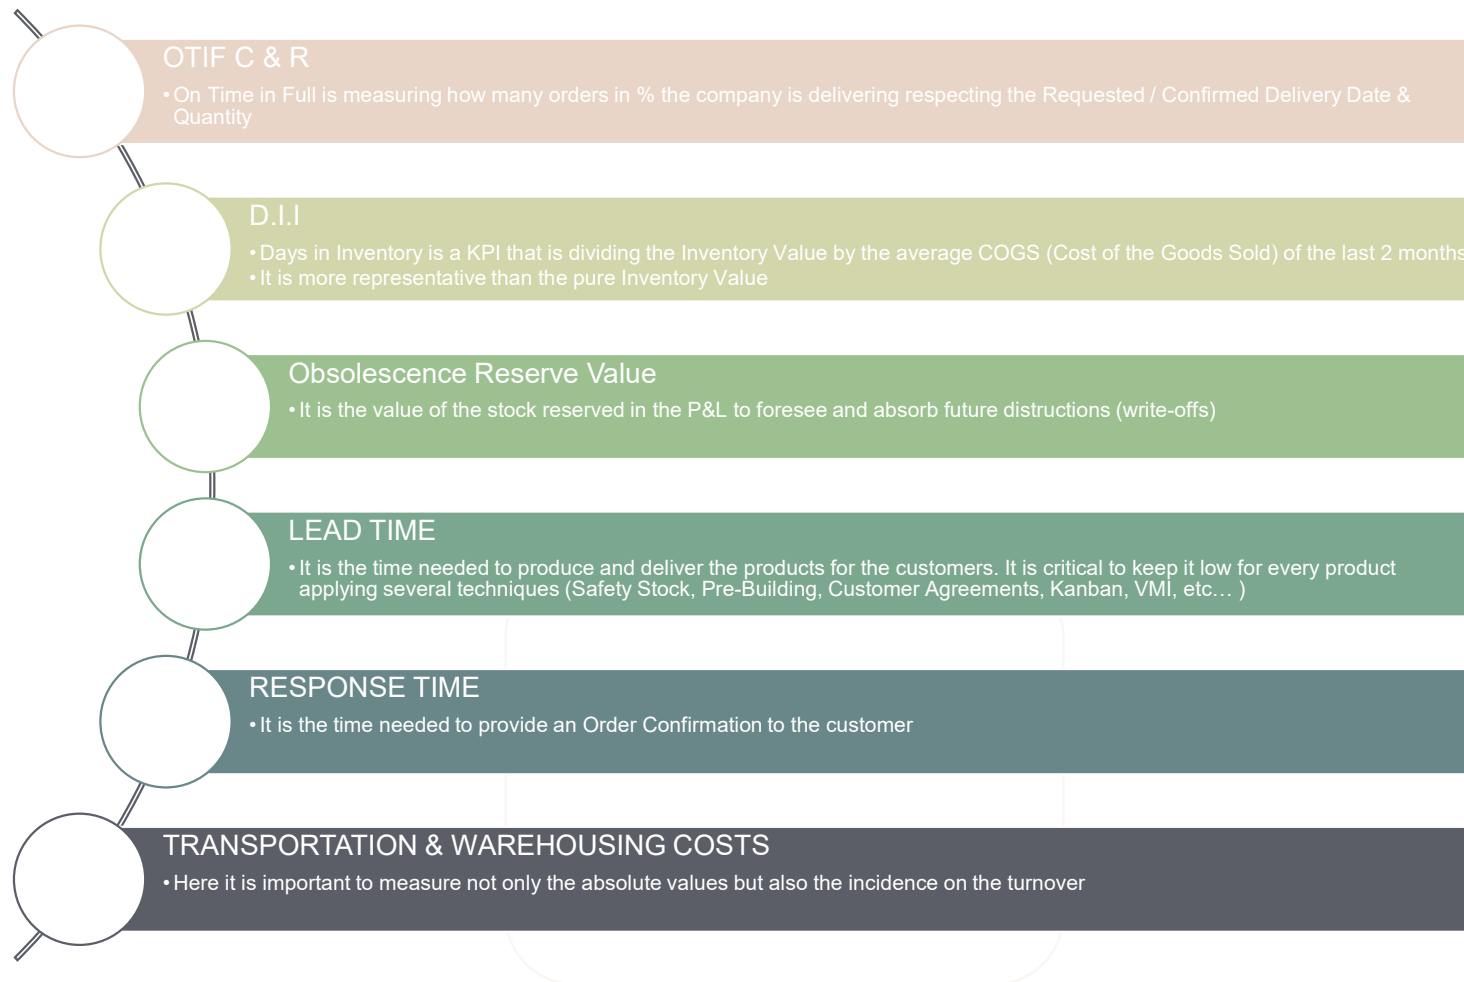 OTIF C & R
•On Time in Full is measuring how many orders in % the company is delivering respecting the Requested / Confirmed Delivery Date &
Quantity
D.I.I
•Days in Inventory is a KPI that is dividing the Inventory Value by the average COGS (Cost of the Goods Sold) of the last 2 months
•It is more representative than the pure Inventory Value
Obsolescence Reserve Value
•It is the value of the stock reserved in the P&L to foresee and absorb future distructions (write-offs)
LEAD TIME
•It is the time needed to produce and deliver the products for the customers. It is critical to keep it low for every product
applying several techniques (Safety Stock, Pre-Building, Customer Agreements, Kanban, VMI, etc… )
RESPONSE TIME
•It is the time needed to provide an Order Confirmation to the customer
TRANSPORTATION & WAREHOUSING COSTS
•Here it is important to measure not only the absolute values but also the incidence on the turnover